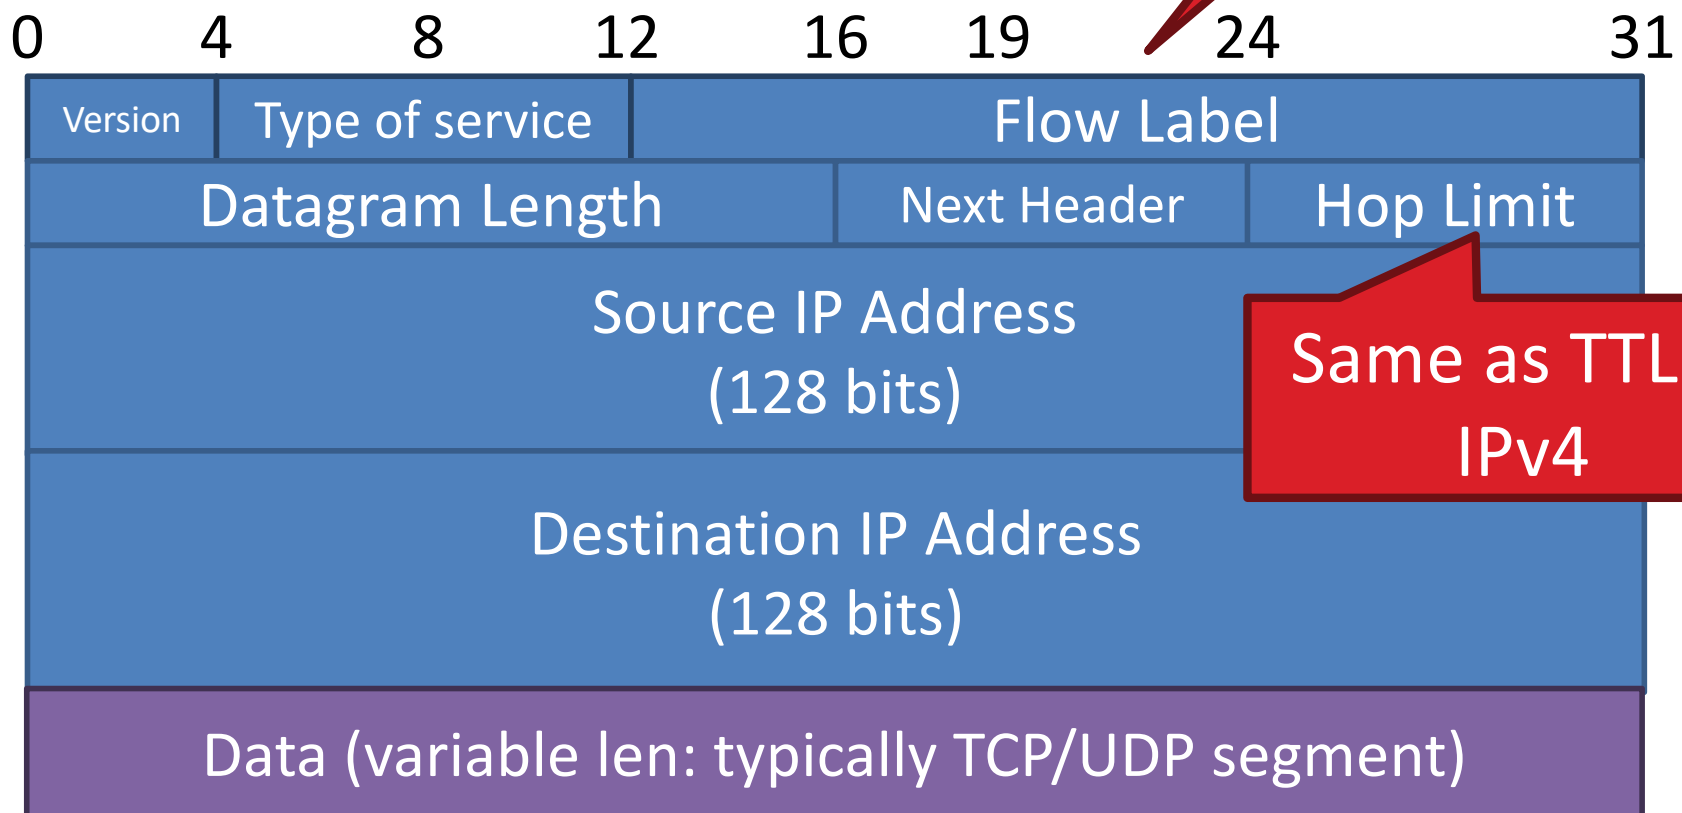 0 4 8 12 16 19 24 31
Version Type of service Flow Label
Datagram Length Next Header Hop Limit
Source IP Address
(128 bits)
Same as TTL
IPv4
Destination IP Address
(128 bits)
Data (variable len: typically TCP/UDP segment)